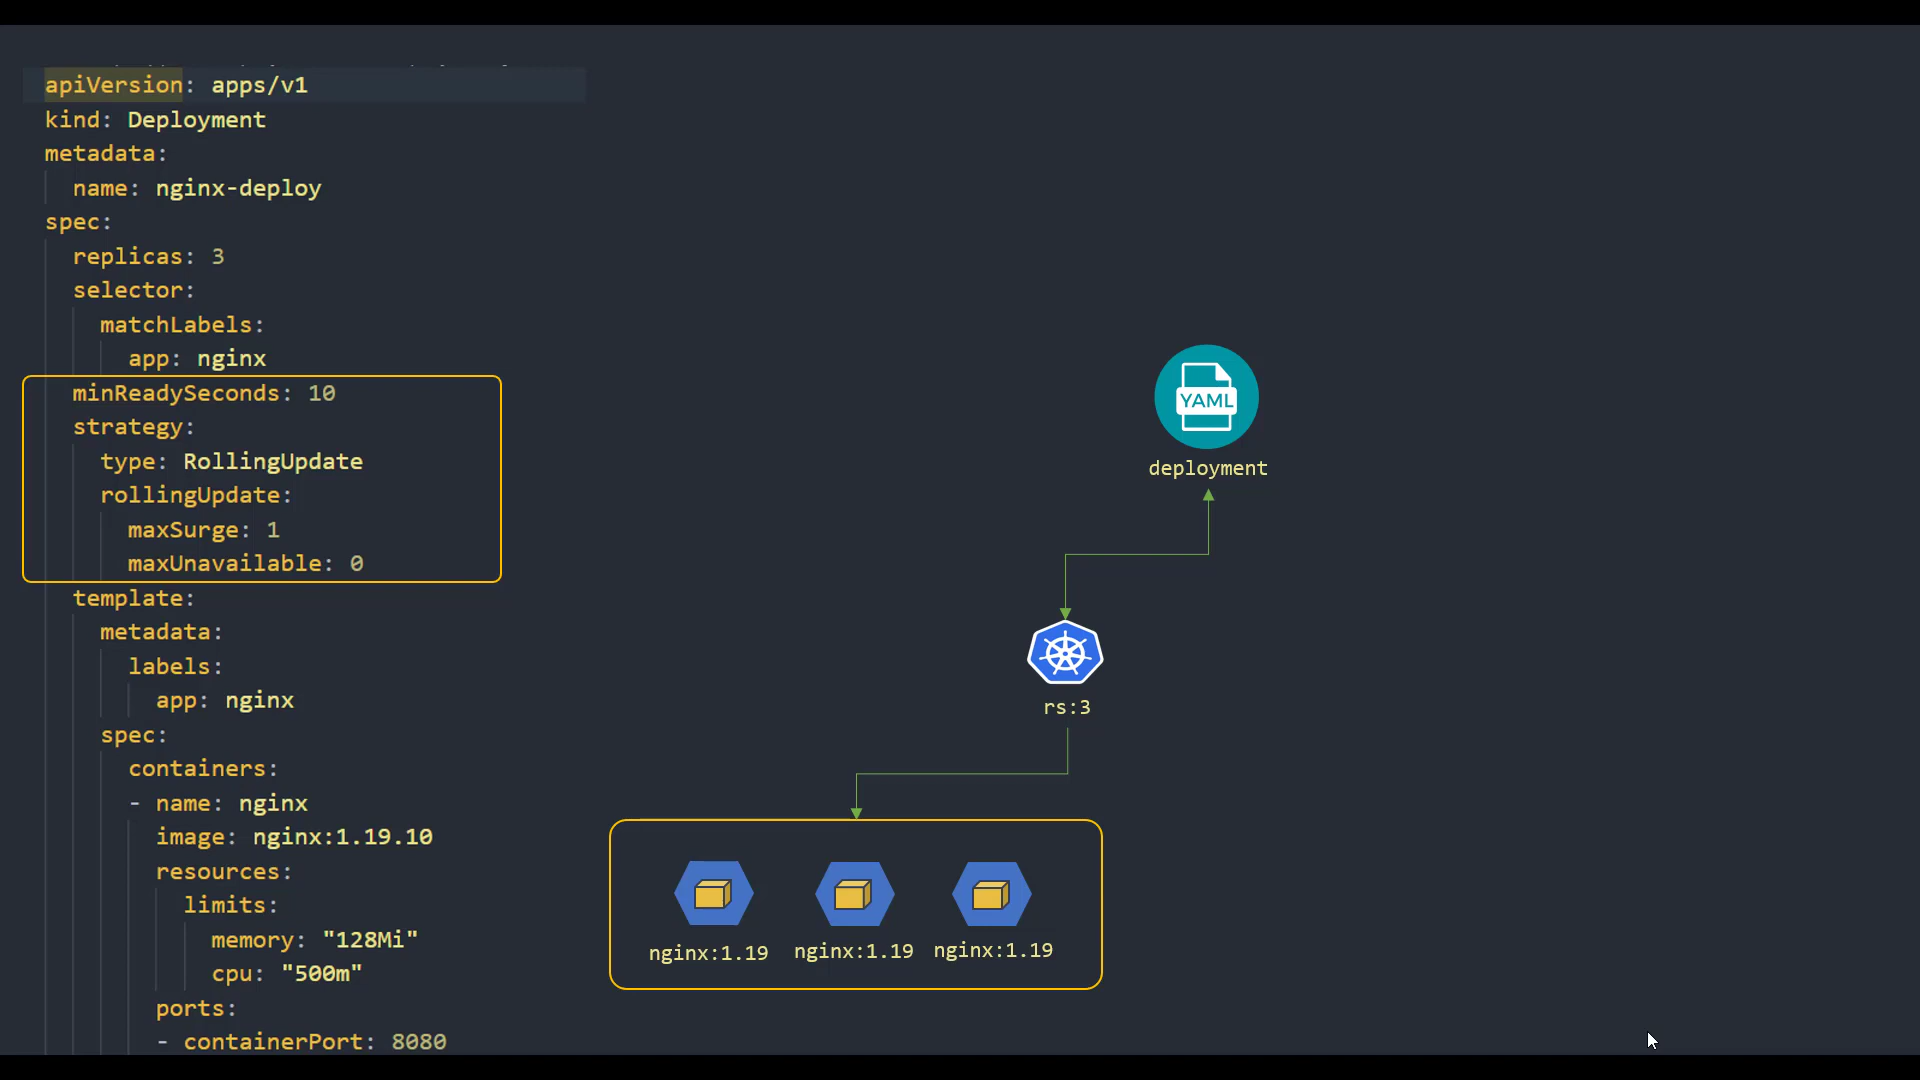 apiVersion: apps/v1
kind: Deployment
metadata:
name: nginx-deploy
spec:
replicas: 3
selector:
matchLabels:
app: nginx
minReadySeconds: 10
strategy:
type: RollingUpdate
rollingUpdate:
maxSurge: 1
maxUnavailable: 0
template:
metadata:
labels:
app: nginx
spec:
containers:
- name: nginx
image: nginx:1.19.10
resources:
limits:
memory: "128Mi"
cpu: "500m"
ports:
- containerPort: 8080
YAML
deployment
rs:3
nginx:1.19 nginx:1.19 nginx:1.19